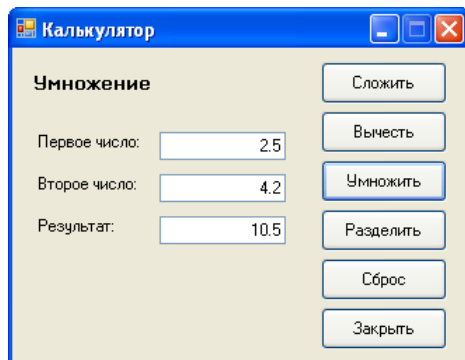 Калькулятор
Умножение
Первое число: 2.5
Второе число: 4.2
Результат: 10.5
Сложить
Вычесть
Умножить
Разделить
Сброс
Закрыть